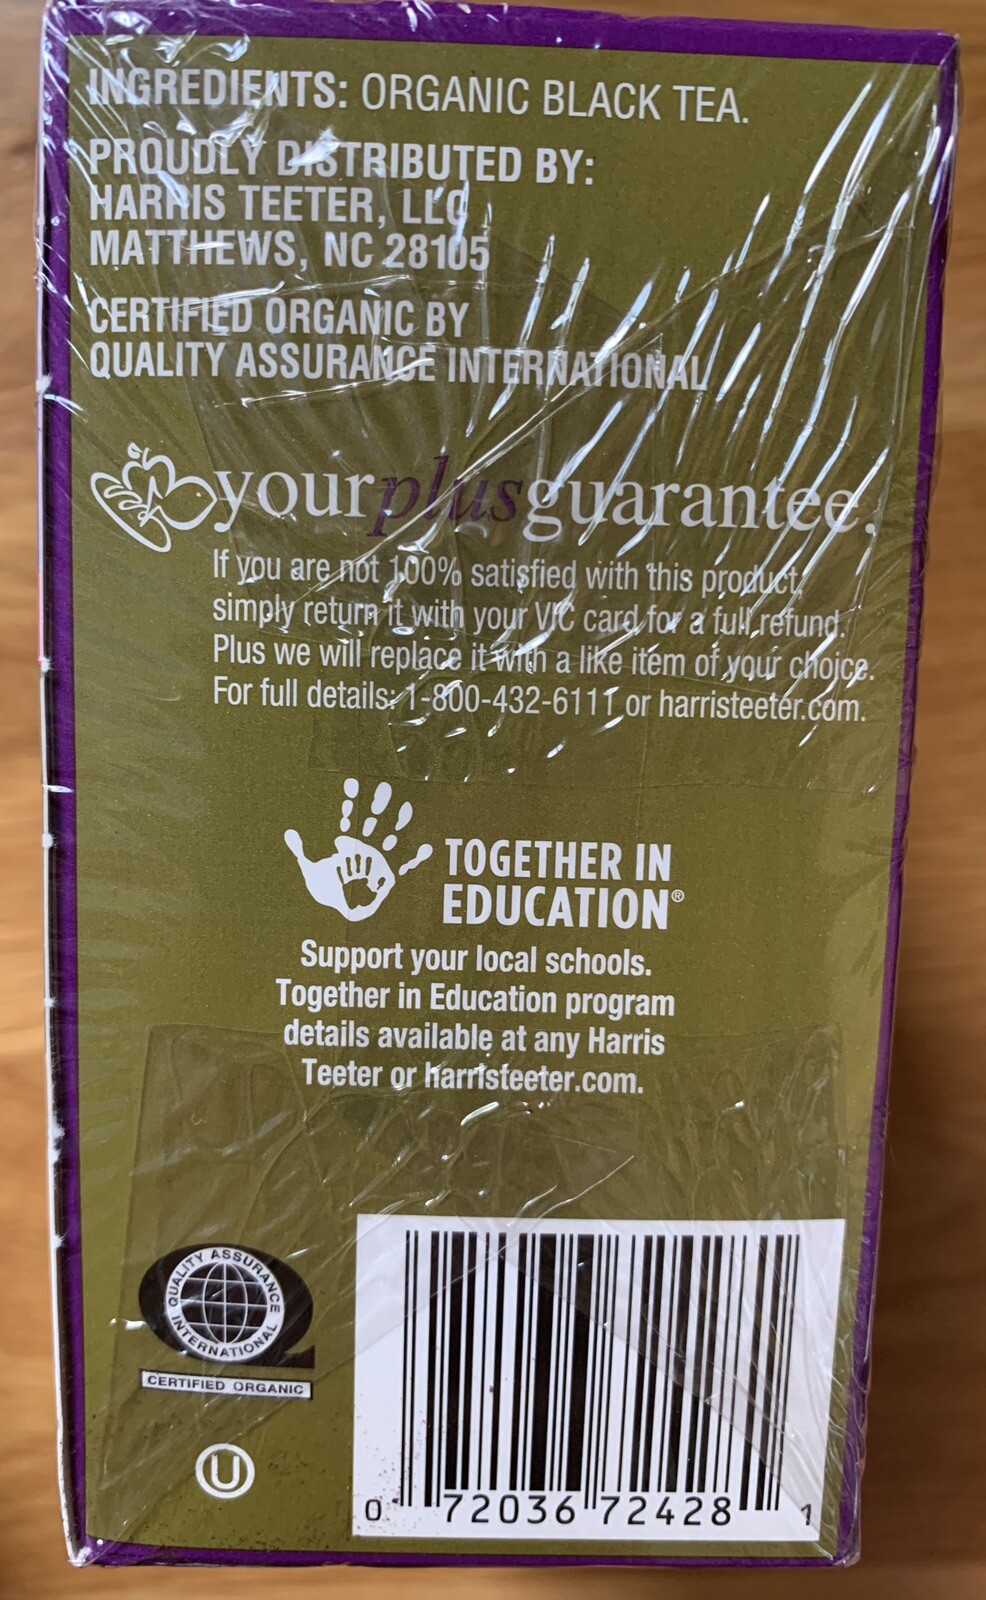 INGREDIENTS: ORGANIC BLACK TEA.
PROUDLY DISTRIBUTED BY:
HARRIS TEETER, LLC
MATTHEWS, NC 28105
CERTIFIED ORGANIC BY
QUALITY ASSURANCE INTERNATIONAL
yourplusguarantee.
If you are not 100% satisfied with this product,
simply return it with your VIC card for a full refund.
Plus we will replace it with a like item of your choice.
For full details: 1-800-432-6111 or harristeeter.com.
TOGETHER IN
EDUCATION®
Support your local schools.
Together in Education program
details available at any Harris
Teeter or harristeeter.com.
QUALITY ASSURANCE
INTERNATIONAL
CERTIFIED ORGANIC
U
0 72036 72428 1